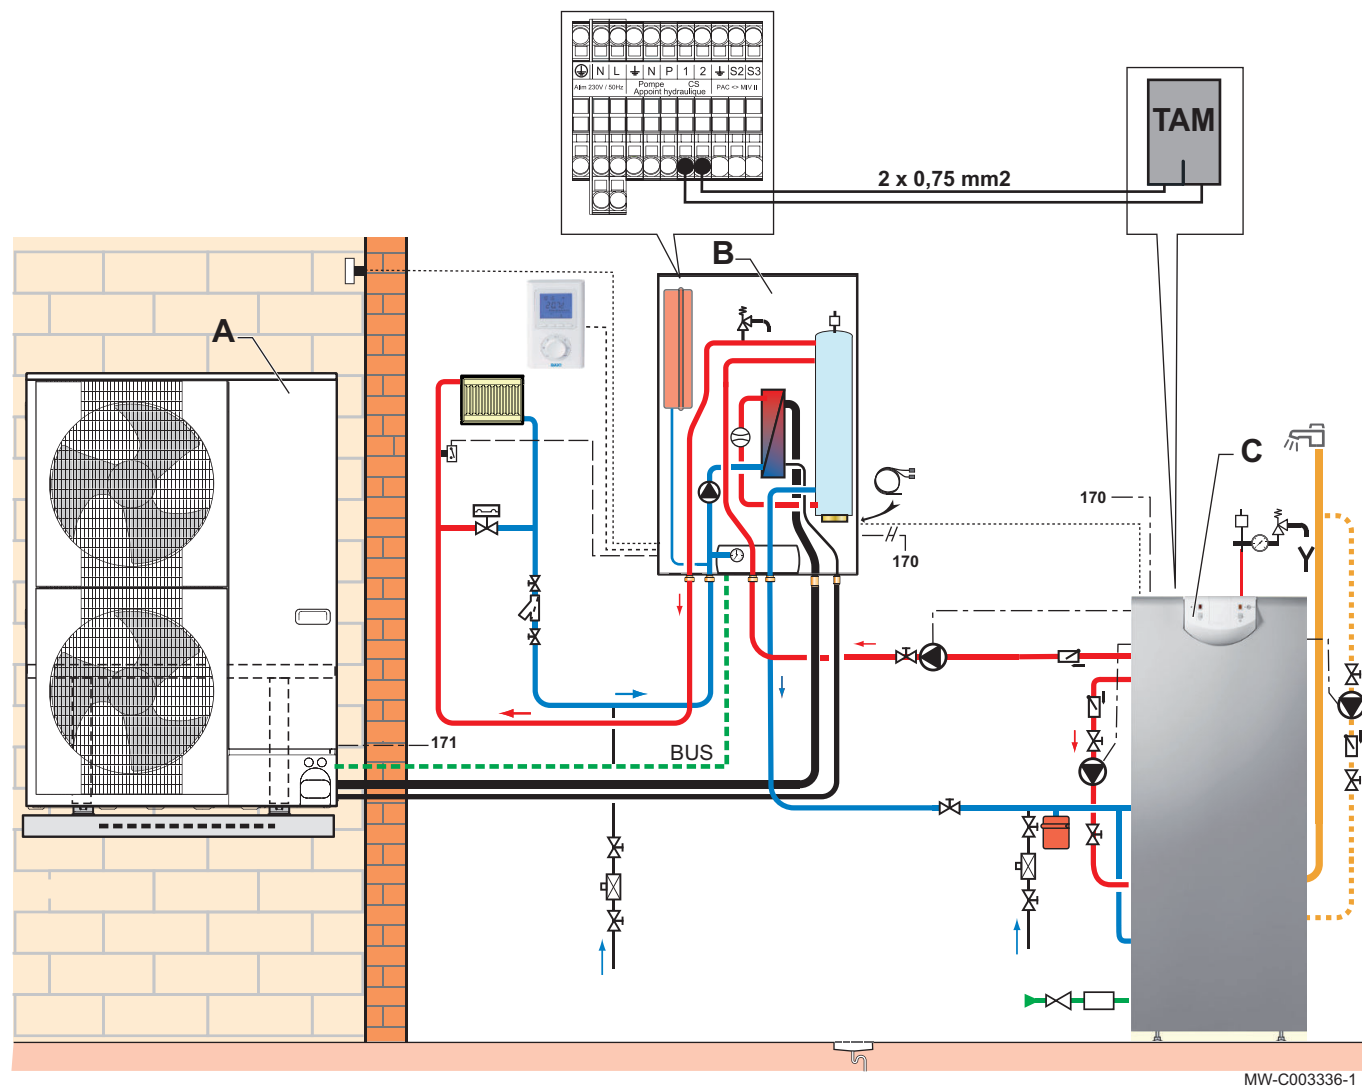 N L N P 1 2 S2 S3
Alim 230V / 50Hz Pompe CS PAC <> MIV II
Appoint hydraulique
TAM
2 x 0,75 mm2
B
A
C
170
170
Y
171
BUS
MW-C003336-1